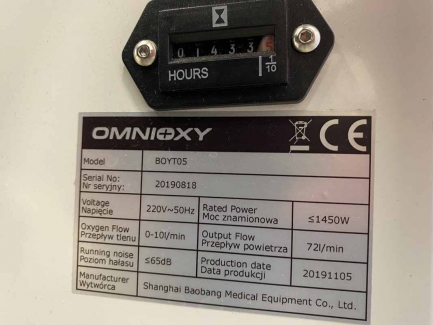 0 1 4 3 3 5
HOURS 1/10
OMNIOXY CE
Model BOYT05
Serial No: 20190818
Nr seryjny:
Voltage 220V~50Hz Rated Power ≤1450W
Napięcie Moc znamionowa
Oxygen Flow 0-10l/min Output Flow 72l/min
Przepływ tlenu Przepływ powietrza
Running noise ≤65dB Production date 20191105
Poziom hałasu Data produkcji
Manufacturer Shanghai Baobang Medical Equipment Co., Ltd.
Wytwórca